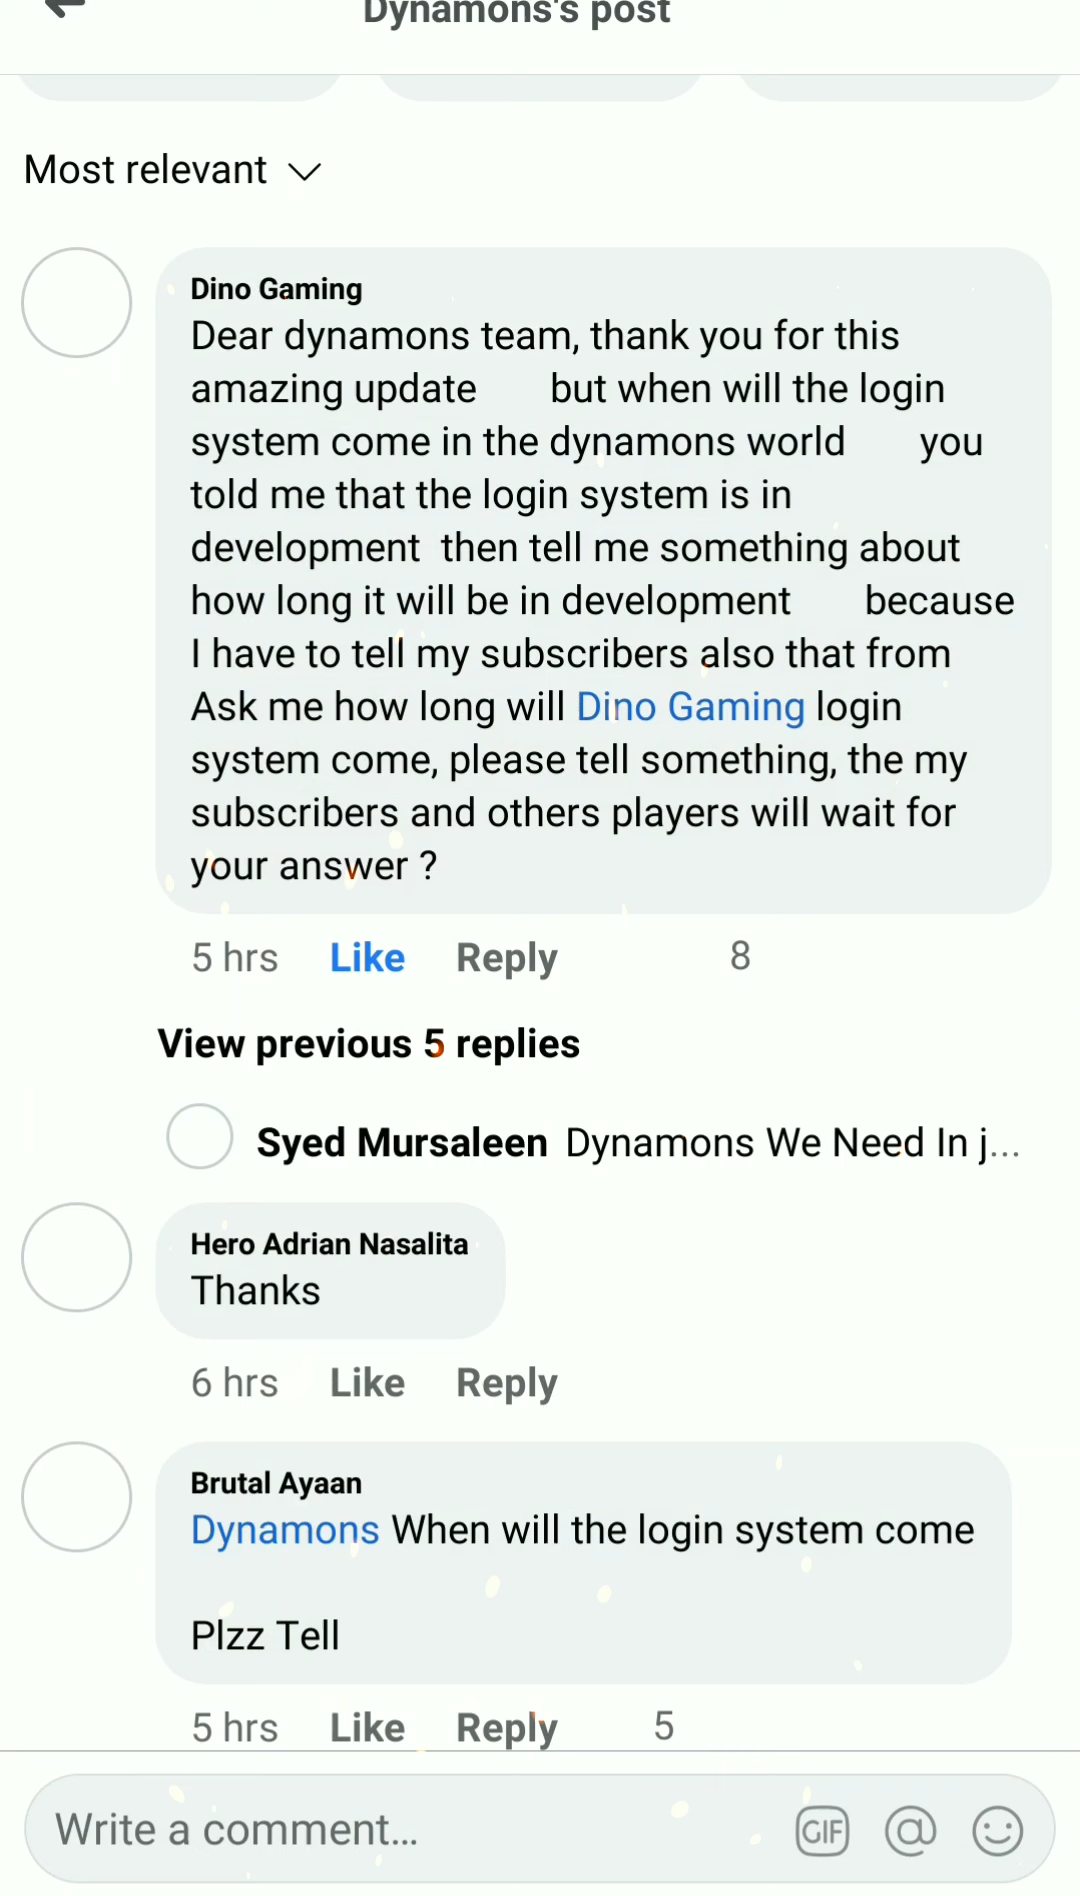 Dynamons's post
Most relevant
Dino Gaming
Dear dynamons team, thank you for this
amazing update but when will the login
system come in the dynamons world you
told me that the login system is in
development then tell me something about
how long it will be in development because
I have to tell my subscribers also that from
Ask me how long will Dino Gaming login
system come, please tell something, the my
subscribers and others players will wait for
your answer ?
5 hrs Like Reply 8
View previous 5 replies
Syed Mursaleen Dynamons We Need In j...
Hero Adrian Nasalita
Thanks
6 hrs Like Reply
Brutal Ayaan
Dynamons When will the login system come
Plzz Tell
5 hrs Like Reply 5
Write a comment...
GIF @